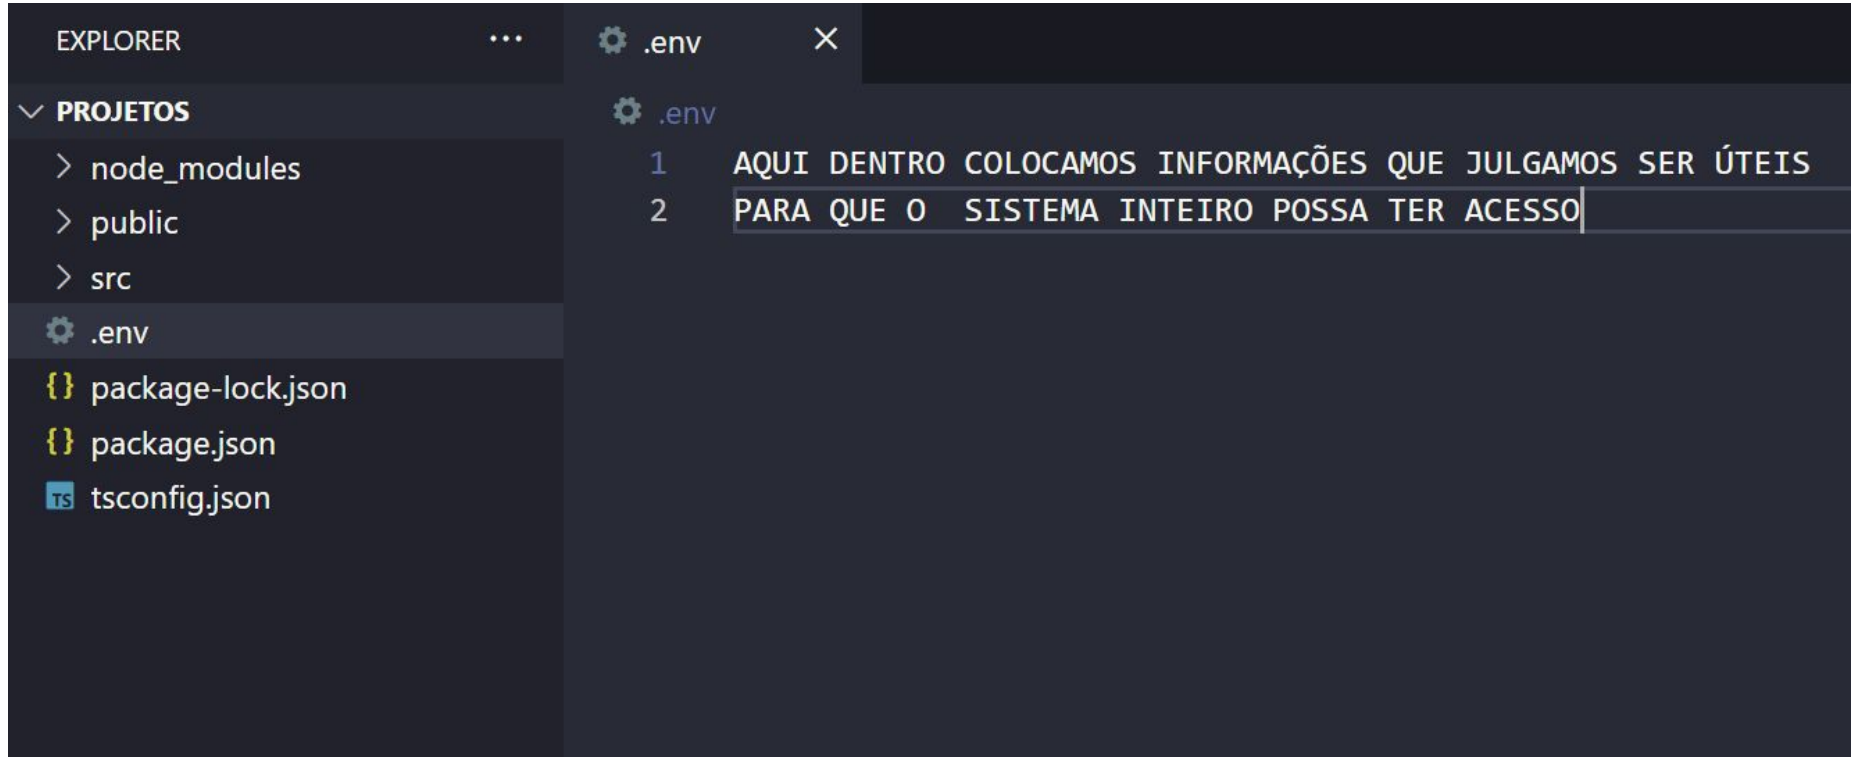 EXPLORER ...
PROJETOS
node_modules
public
src
.env
{} package-lock.json
{} package.json
TS tsconfig.json
.env
.env
1 AQUI DENTRO COLOCAMOS INFORMAÇÕES QUE JULGAMOS SER ÚTEIS
2 PARA QUE O  SISTEMA INTEIRO POSSA TER ACESSO